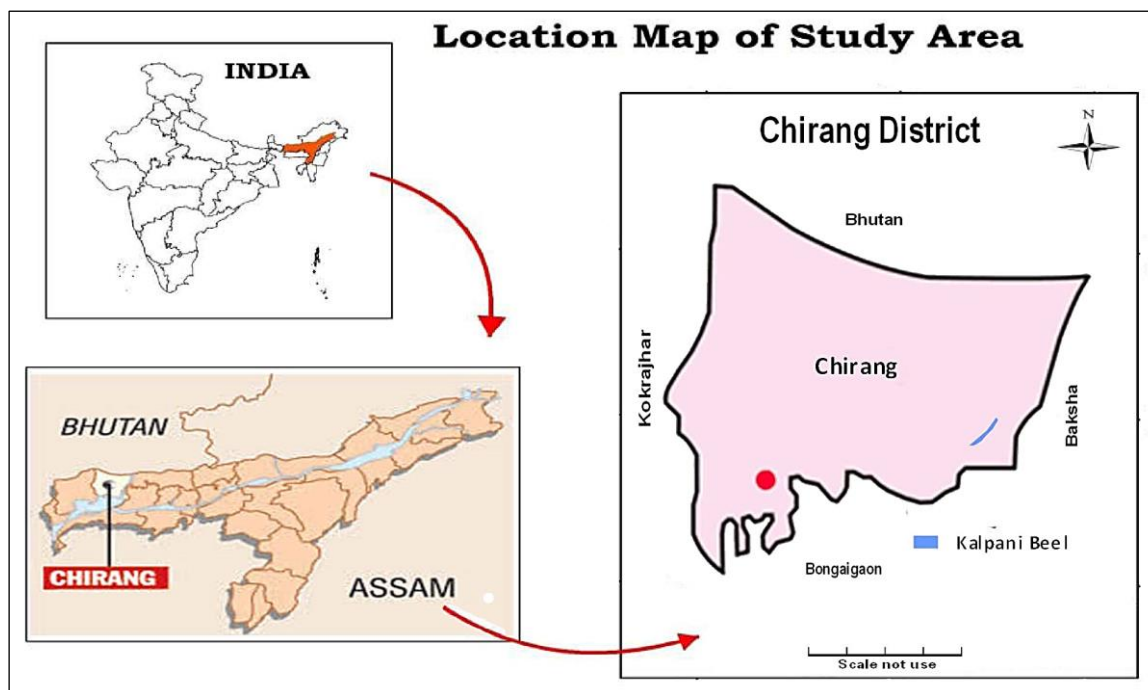 Location Map of Study Area
INDIA
BHUTAN
CHIRANG
ASSAM
Chirang District
N
Bhutan
Kokrajhar
Chirang
Baksha
Kalpani Beel
Bongaigaon
Scale not use